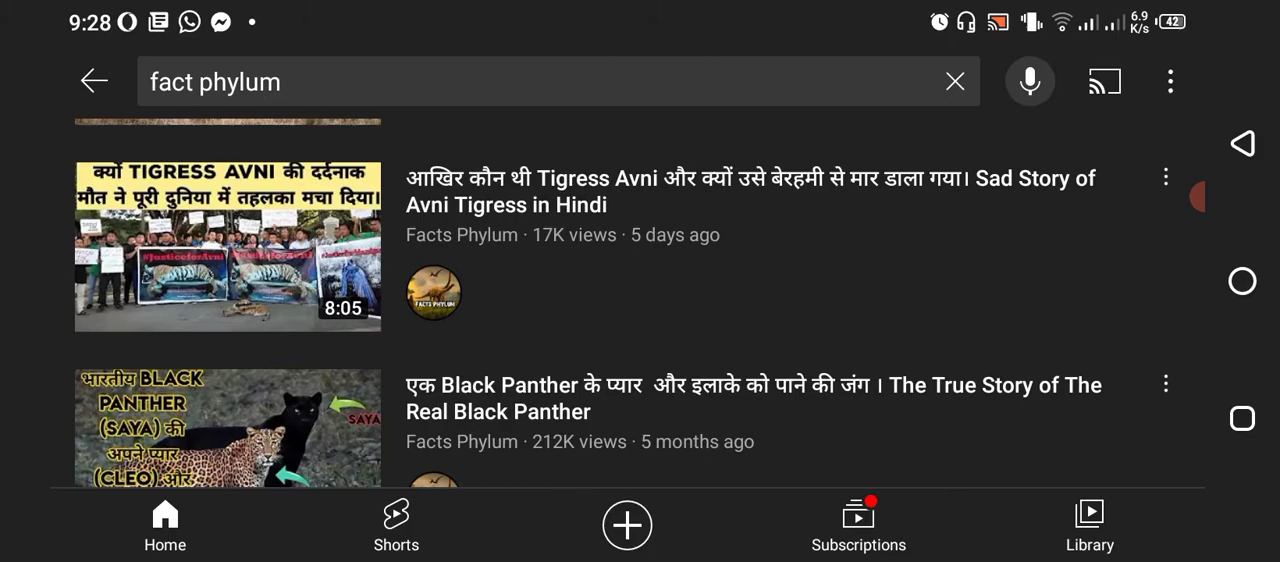 9:28
6.9
K/s
42
fact phylum
क्यों TIGRESS AVNI की दर्दनाक
मौत ने पूरी दुनिया में तहलका मचा दिया।
#JusticeforAvni
8:05
आखिर कौन थी Tigress Avni और क्यों उसे बेरहमी से मार डाला गया। Sad Story of
Avni Tigress in Hindi
Facts Phylum · 17K views · 5 days ago
FACTS PHYLUM
भारतीय BLACK
PANTHER
(SAYA) की
अपने प्यार
(CLEO) और
SAYA
एक Black Panther के प्यार और इलाके को पाने की जंग । The True Story of The
Real Black Panther
Facts Phylum · 212K views · 5 months ago
Home
Shorts
Subscriptions
Library